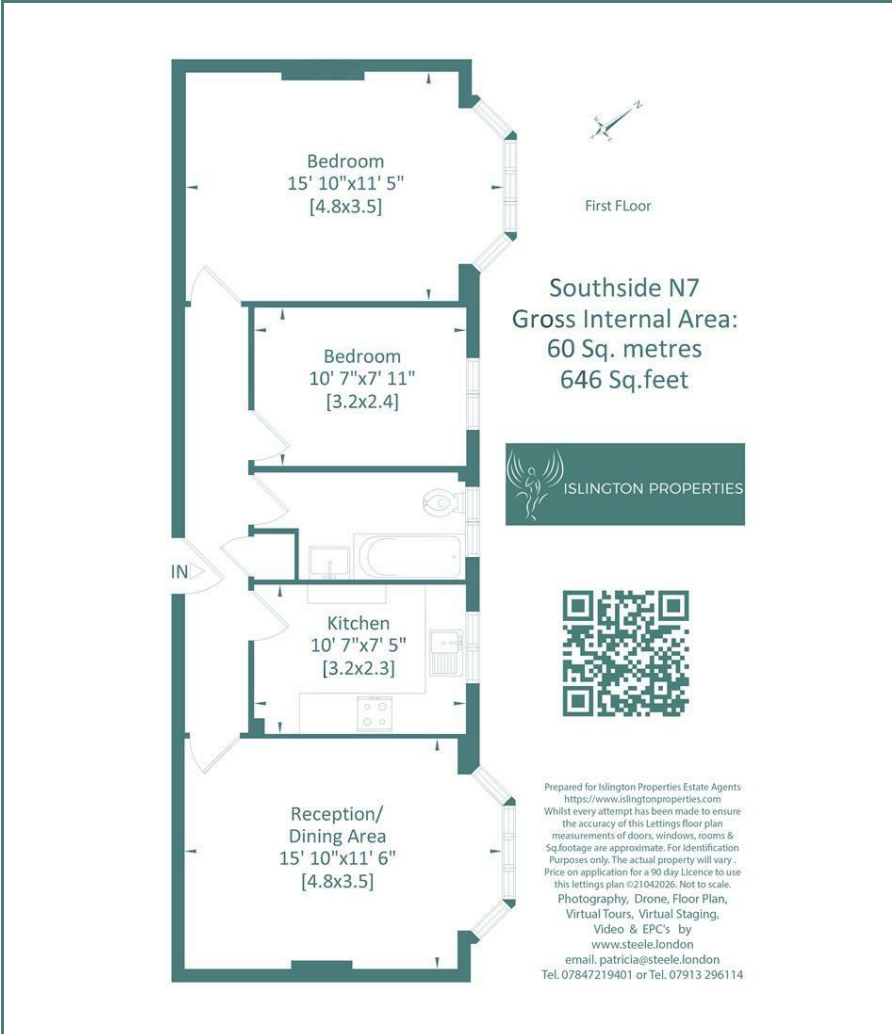 Bedroom
15' 10"x11' 5"
[4.8x3.5]
N
First FLoor
Southside N7
Gross Internal Area:
60 Sq. metres
646 Sq.feet
Bedroom
10' 7"x7' 11"
[3.2x2.4]
ISLINGTON PROPERTIES
IN
Kitchen
10' 7"x7' 5"
[3.2x2.3]
Reception/
Dining Area
15' 10"x11' 6"
[4.8x3.5]
Prepared for Islington Properties Estate Agents
https://www.islingtonproperties.com
Whilst every attempt has been made to ensure
the accuracy of this Lettings floor plan
measurements of doors, windows, rooms &
Sq.footage are approximate. For Identification
Purposes only. The actual property will vary .
Price on application for a 90 day Licence to use
this lettings plan ©21042026. Not to scale.
Photography, Drone, Floor Plan,
Virtual Tours, Virtual Staging,
Video & EPC's by
www.steele.london
email. patricia@steele.london
Tel. 07847219401 or Tel. 07913 296114